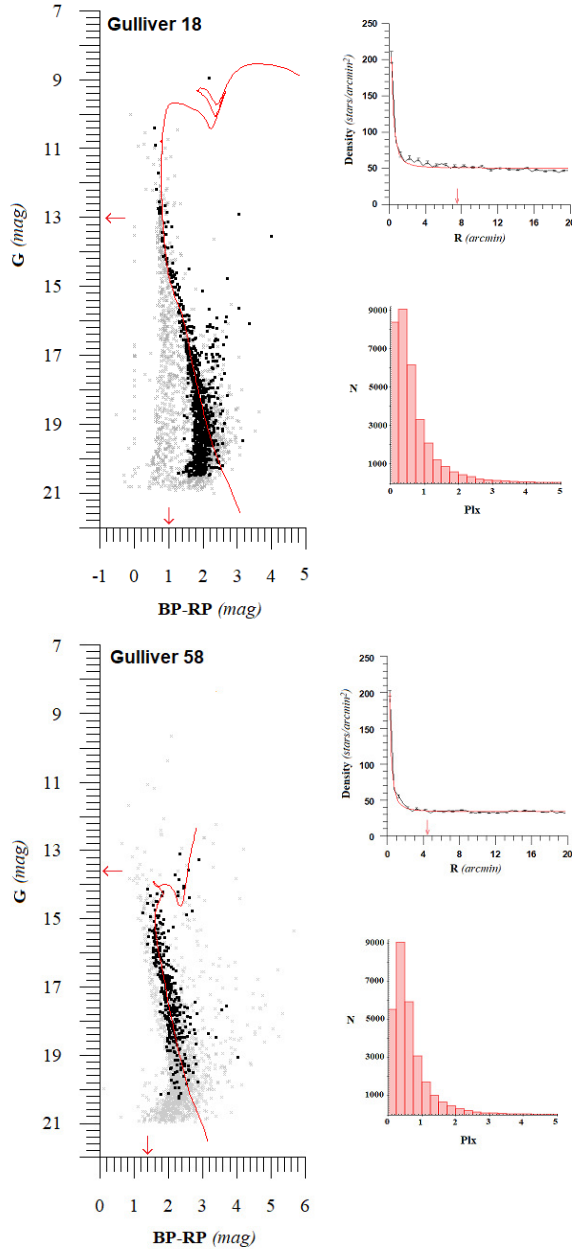 Gulliver 18
7
9
11
13
15
17
19
21
G (mag)
-1 0 1 2 3 4 5
BP-RP (mag)
250
200
150
100
50
0
Density (stars/arcmin²)
0 4 8 12 16 20
R (arcmin)
9000
7000
5000
3000
1000
N
0 1 2 3 4 5
Plx
Gulliver 58
7
9
11
13
15
17
19
21
G (mag)
0 1 2 3 4 5 6
BP-RP (mag)
250
200
150
100
50
0
Density (stars/arcmin²)
0 4 8 12 16 20
R (arcmin)
9000
7000
5000
3000
1000
N
0 1 2 3 4 5
Plx